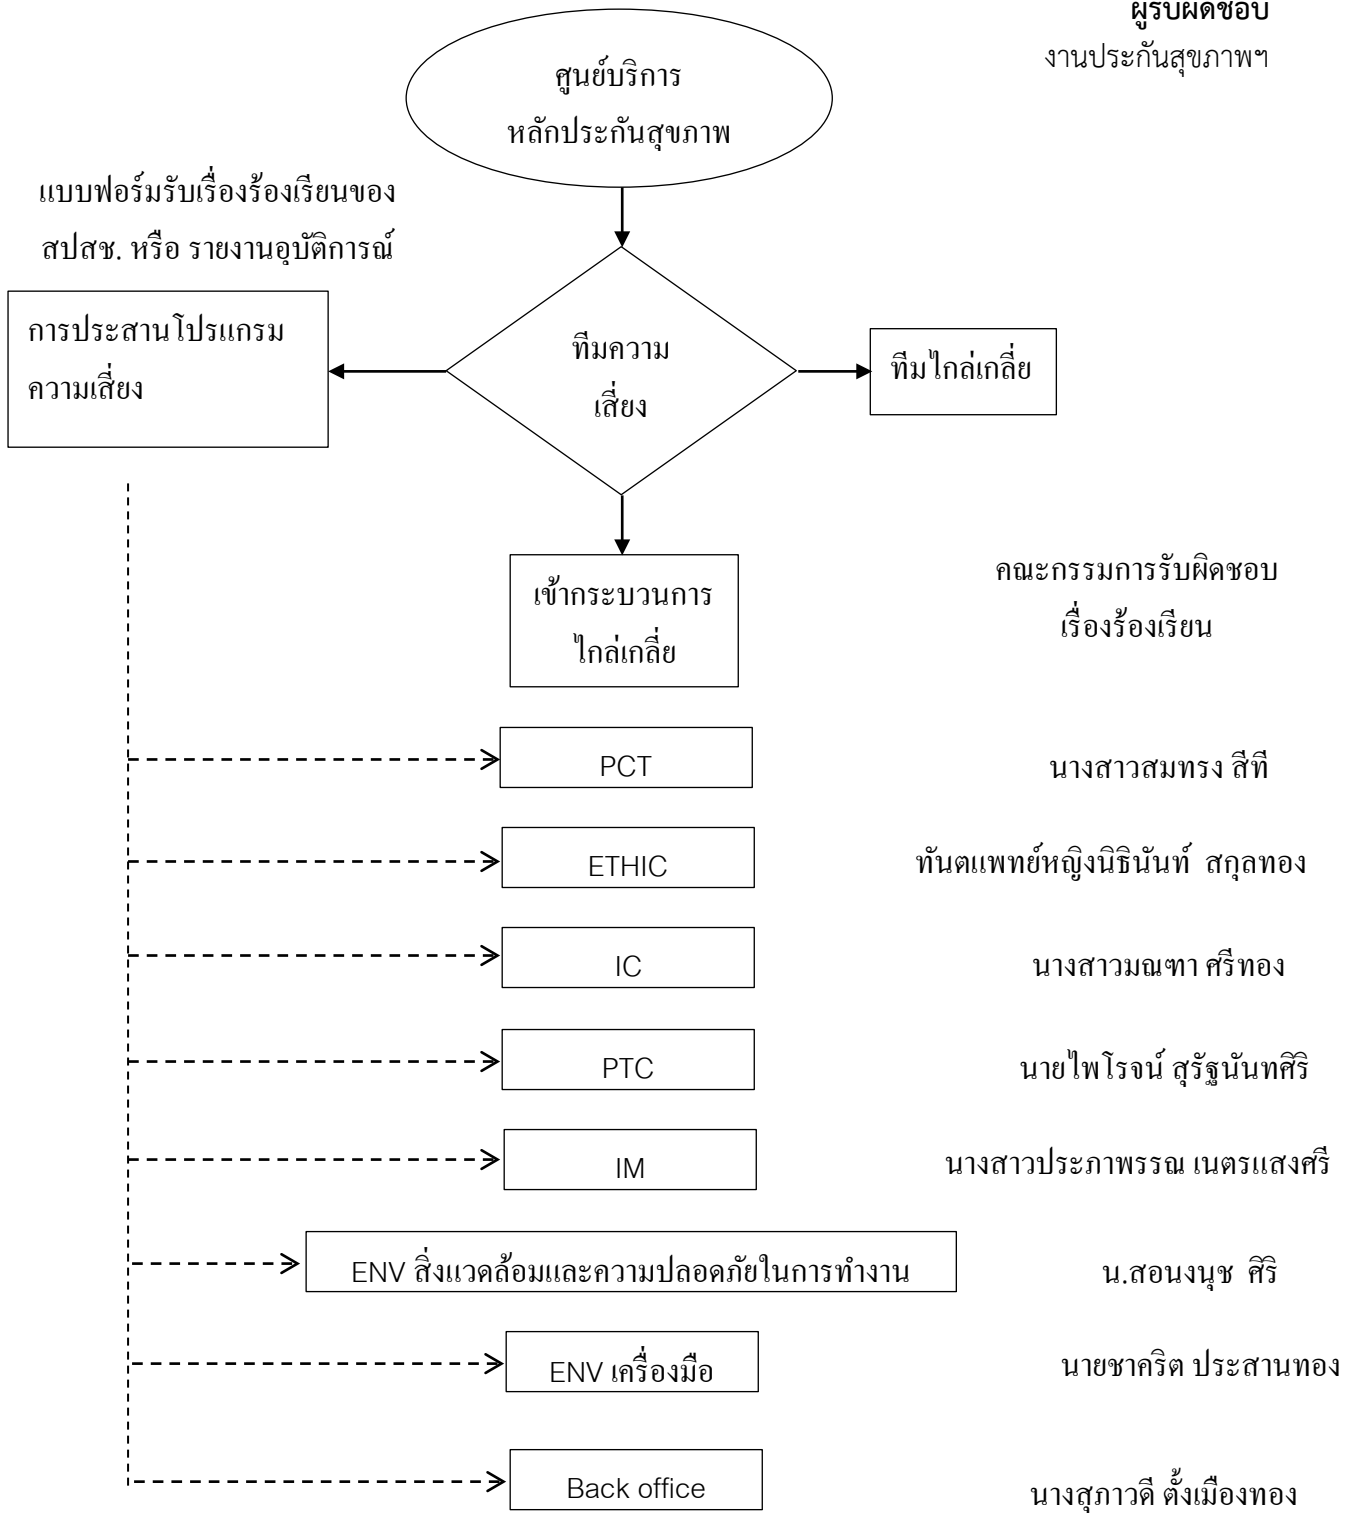 ผู้รับผิดชอบ
งานประกันสุขภาพฯ
ศูนย์บริการ
หลักประกันสุขภาพ
แบบฟอร์มรับเรื่องร้องเรียนของ
สปสช. หรือ รายงานอุบัติการณ์
การประสานโปรแกรม
ความเสี่ยง
ทีมความ
เสี่ยง
ทีมไกล่เกลี่ย
เข้ากระบวนการ
ไกล่เกลี่ย
คณะกรรมการรับผิดชอบ
เรื่องร้องเรียน
PCT
นางสาวสมทรง สีที
ETHIC
ทันตแพทย์หญิงนิธินันท์ สกุลทอง
IC
นางสาวมณฑา ศรีทอง
PTC
นายไพโรจน์ สุรัฐนันทศิริ
IM
นางสาวประภาพรรณ เนตรแสงศรี
ENV สิ่งแวดล้อมและความปลอดภัยในการทำงาน
น.สอนงนุช ศิริ
ENV เครื่องมือ
นายชาคริต ประสานทอง
Back office
นางสุภาวดี ตั้งเมืองทอง